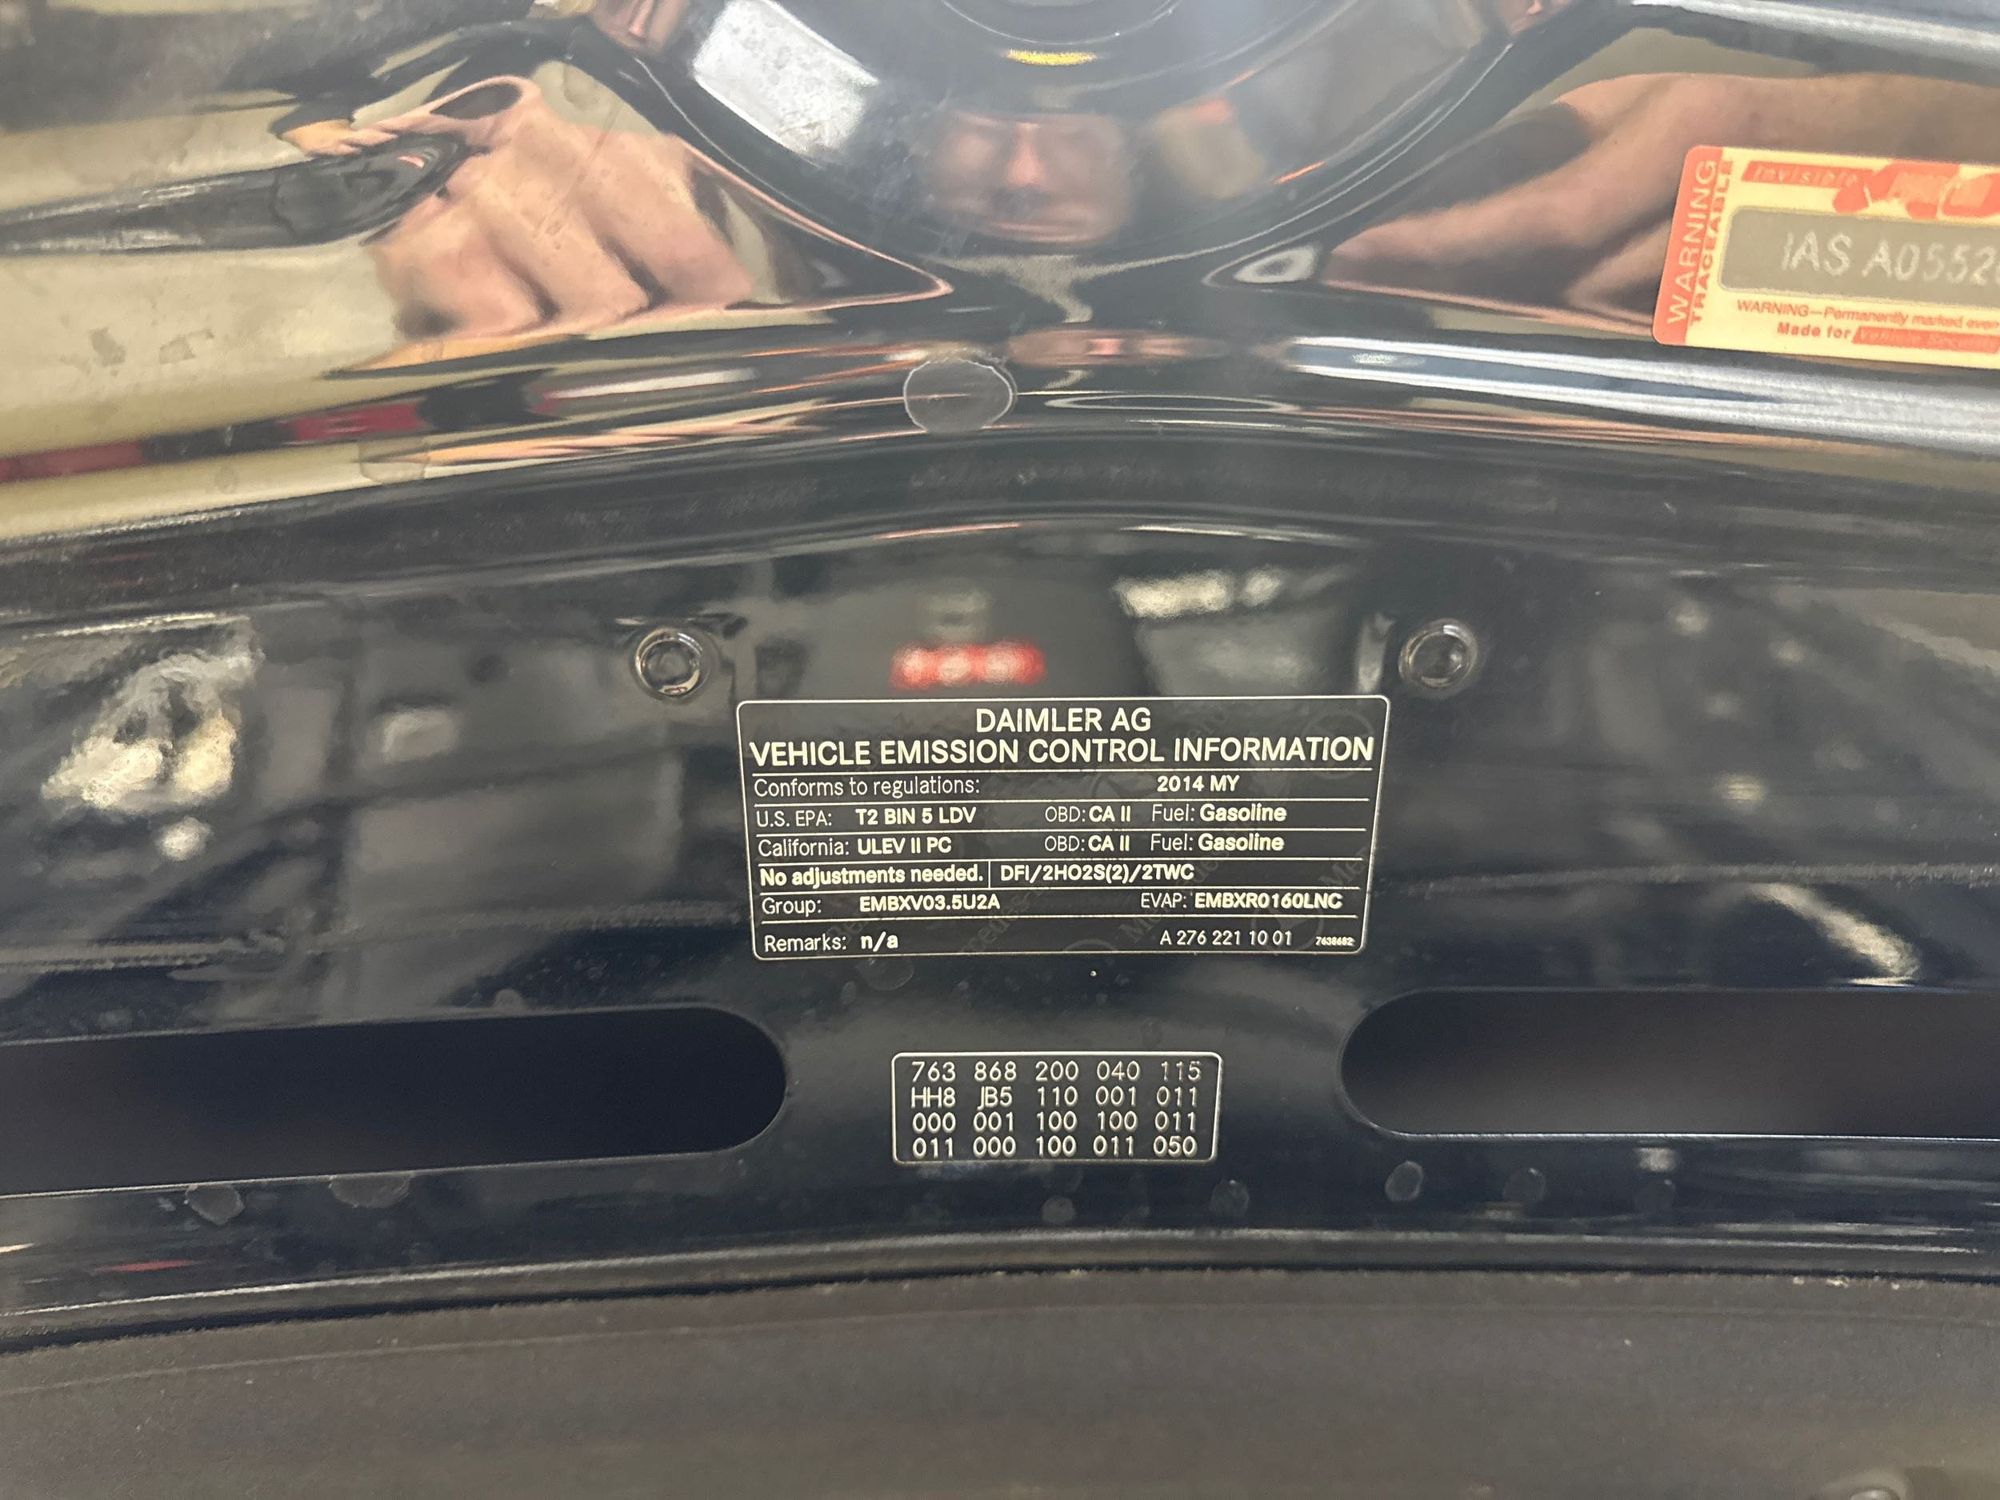 WARNING
TRACEABLE
Invisible
IAS A0552
WARNING—Permanently marked even
Made for Vehicle Security
DAIMLER AG
VEHICLE EMISSION CONTROL INFORMATION
Conforms to regulations: 2014 MY
U.S. EPA: T2 BIN 5 LDV OBD: CA II Fuel: Gasoline
California: ULEV II PC OBD: CA II Fuel: Gasoline
No adjustments needed. DFI/2HO2S(2)/2TWC
Group: EMBXV03.5U2A EVAP: EMBXR0160LNC
Remarks: n/a A 276 221 10 01
763 868 200 040 115
HH8 JB5 110 001 011
000 001 100 100 011
011 000 100 011 050